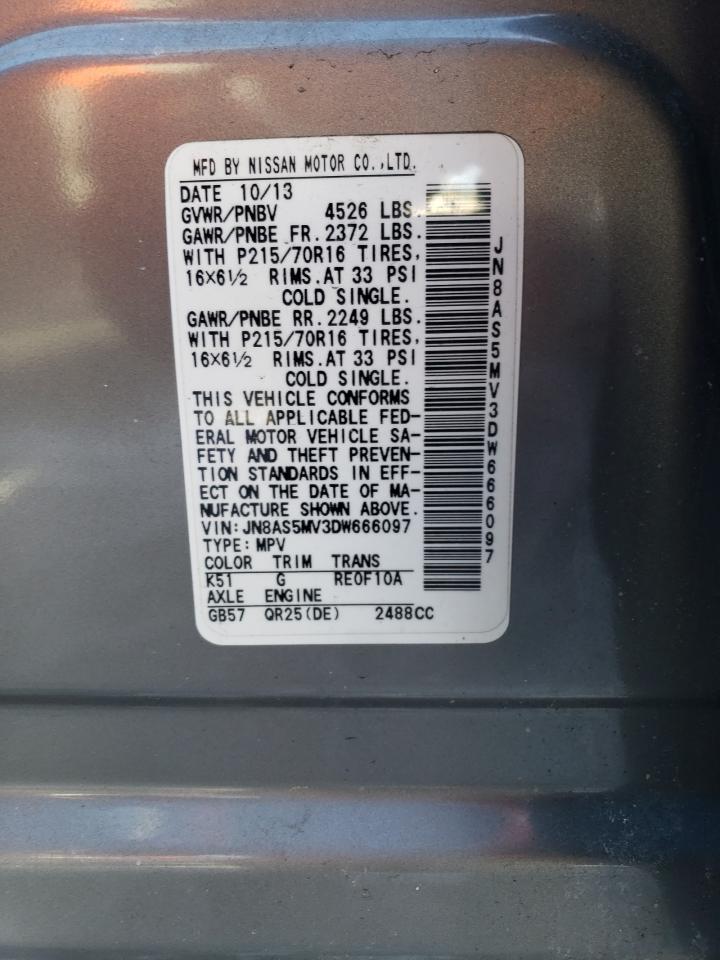 MFD BY NISSAN MOTOR CO.,LTD.
DATE 10/13
GVWR/PNBV 4526 LBS.
GAWR/PNBE FR. 2372 LBS.
WITH P215/70R16 TIRES,
16X6½ RIMS. AT 33 PSI
COLD SINGLE.
GAWR/PNBE RR. 2249 LBS.
WITH P215/70R16 TIRES,
16X6½ RIMS. AT 33 PSI
COLD SINGLE.
THIS VEHICLE CONFORMS
TO ALL APPLICABLE FED-
ERAL MOTOR VEHICLE SA-
FETY AND THEFT PREVEN-
TION STANDARDS IN EFF-
ECT ON THE DATE OF MA-
NUFACTURE SHOWN ABOVE.
VIN: JN8AS5MV3DW666097
TYPE: MPV
COLOR TRIM TRANS
K51 G RE0F10A
AXLE ENGINE
GB57 QR25(DE) 2488CC
JN8AS5MV3DW666097